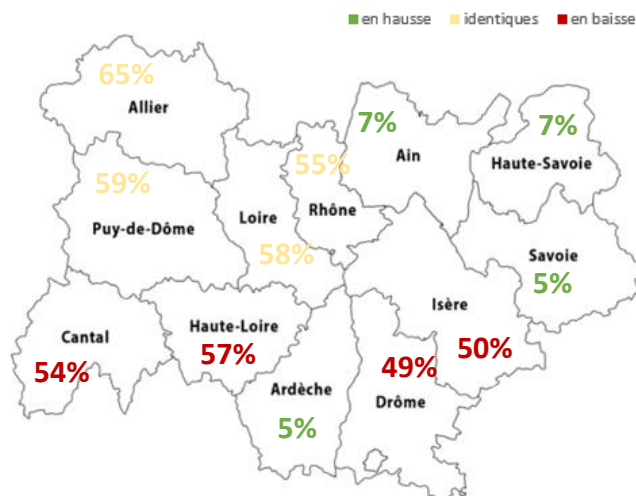 en hausse identiques en baisse
65%
Allier
7%
Ain
7%
Haute-Savoie
59%
Puy-de-Dôme
Loire
58%
55%
Rhône
Savoie
5%
Isère
50%
Cantal
54%
Haute-Loire
57%
Ardèche
5%
49%
Drôme